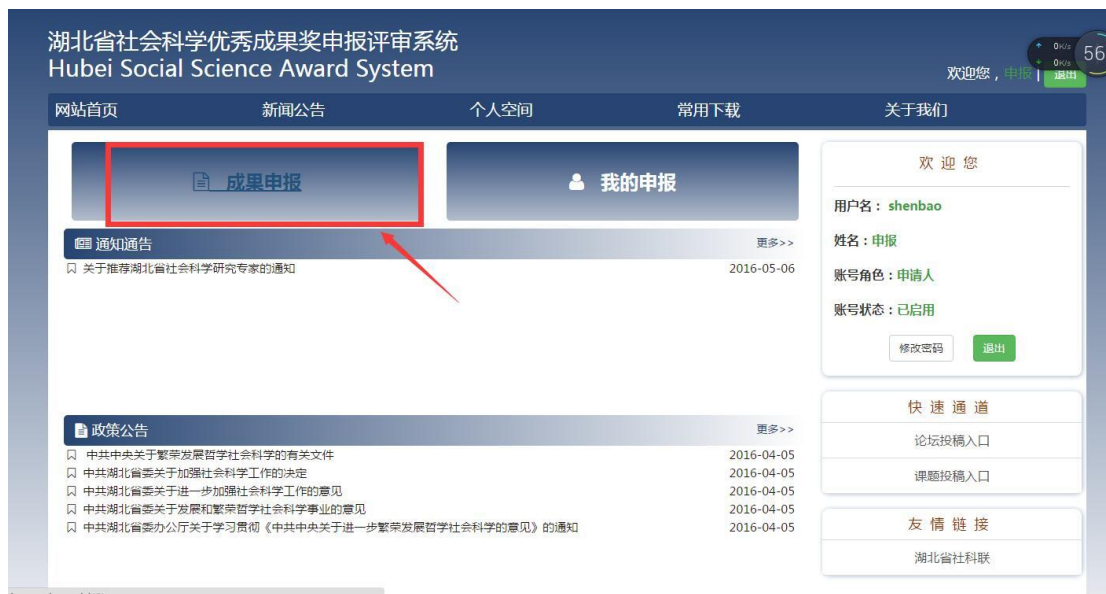 湖北省社会科学优秀成果奖申报评审系统
Hubei Social Science Award System
欢迎您，申报 | 退出
0K/s
0K/s
56
网站首页 新闻公告 个人空间 常用下载 关于我们
成果申报 我的申报
通知通告 更多>>
关于推荐湖北省社会科学研究专家的通知 2016-05-06
政策公告 更多>>
中共中央关于繁荣发展哲学社会科学的有关文件 2016-04-05
中共湖北省委关于加强社会科学工作的决定 2016-04-05
中共湖北省委关于进一步加强社会科学工作的意见 2016-04-05
中共湖北省委关于发展和繁荣哲学社会科学事业的意见 2016-04-05
中共湖北省委办公厅关于学习贯彻《中共中央关于进一步繁荣发展哲学社会科学的意见》的通知 2016-04-05
欢 迎 您
用户名： shenbao
姓名：申报
账号角色：申请人
账号状态：已启用
修改密码 退出
快 速 通 道
论坛投稿入口
课题投稿入口
友 情 链 接
湖北省社科联